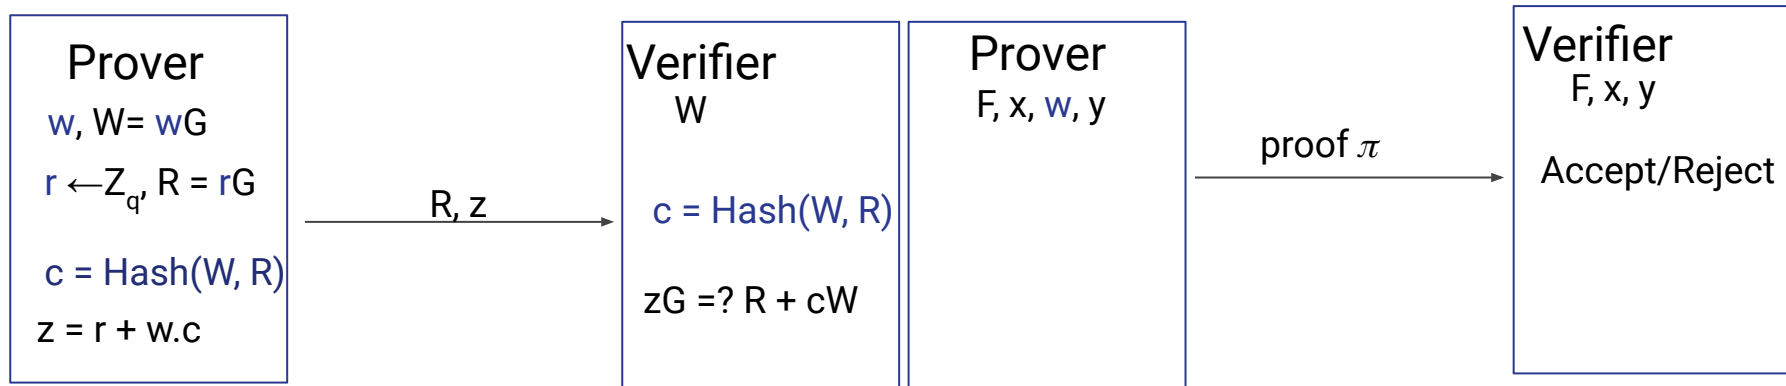 Prover
w, W= wG
r ←Z_q, R = rG
c = Hash(W, R)
z = r + w.c
R, z
Verifier
W
c = Hash(W, R)
zG =? R + cW
Prover
F, x, w, y
proof π
Verifier
F, x, y
Accept/Reject